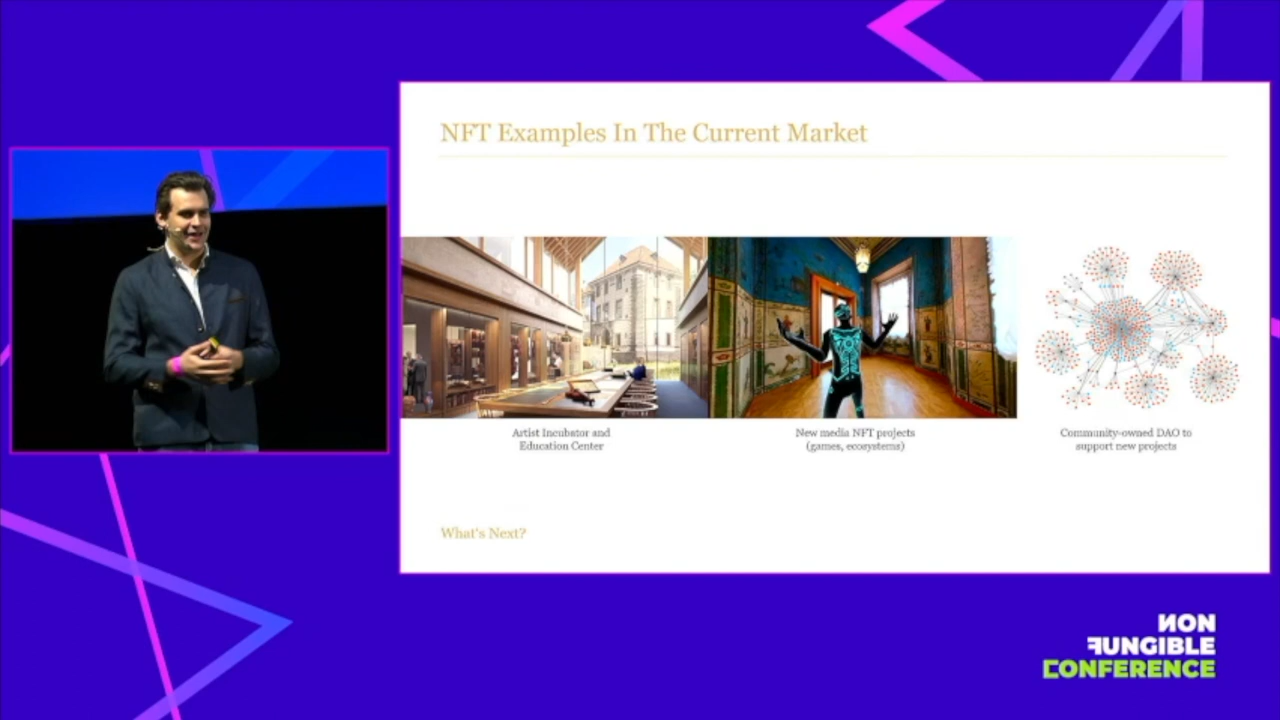 NFT Examples In The Current Market
Artist Incubator and
Education Center
New media NFT projects
(games, ecosystems)
Community-owned DAO to
support new projects
What's Next?
NON
FUNGIBLE
CONFERENCE